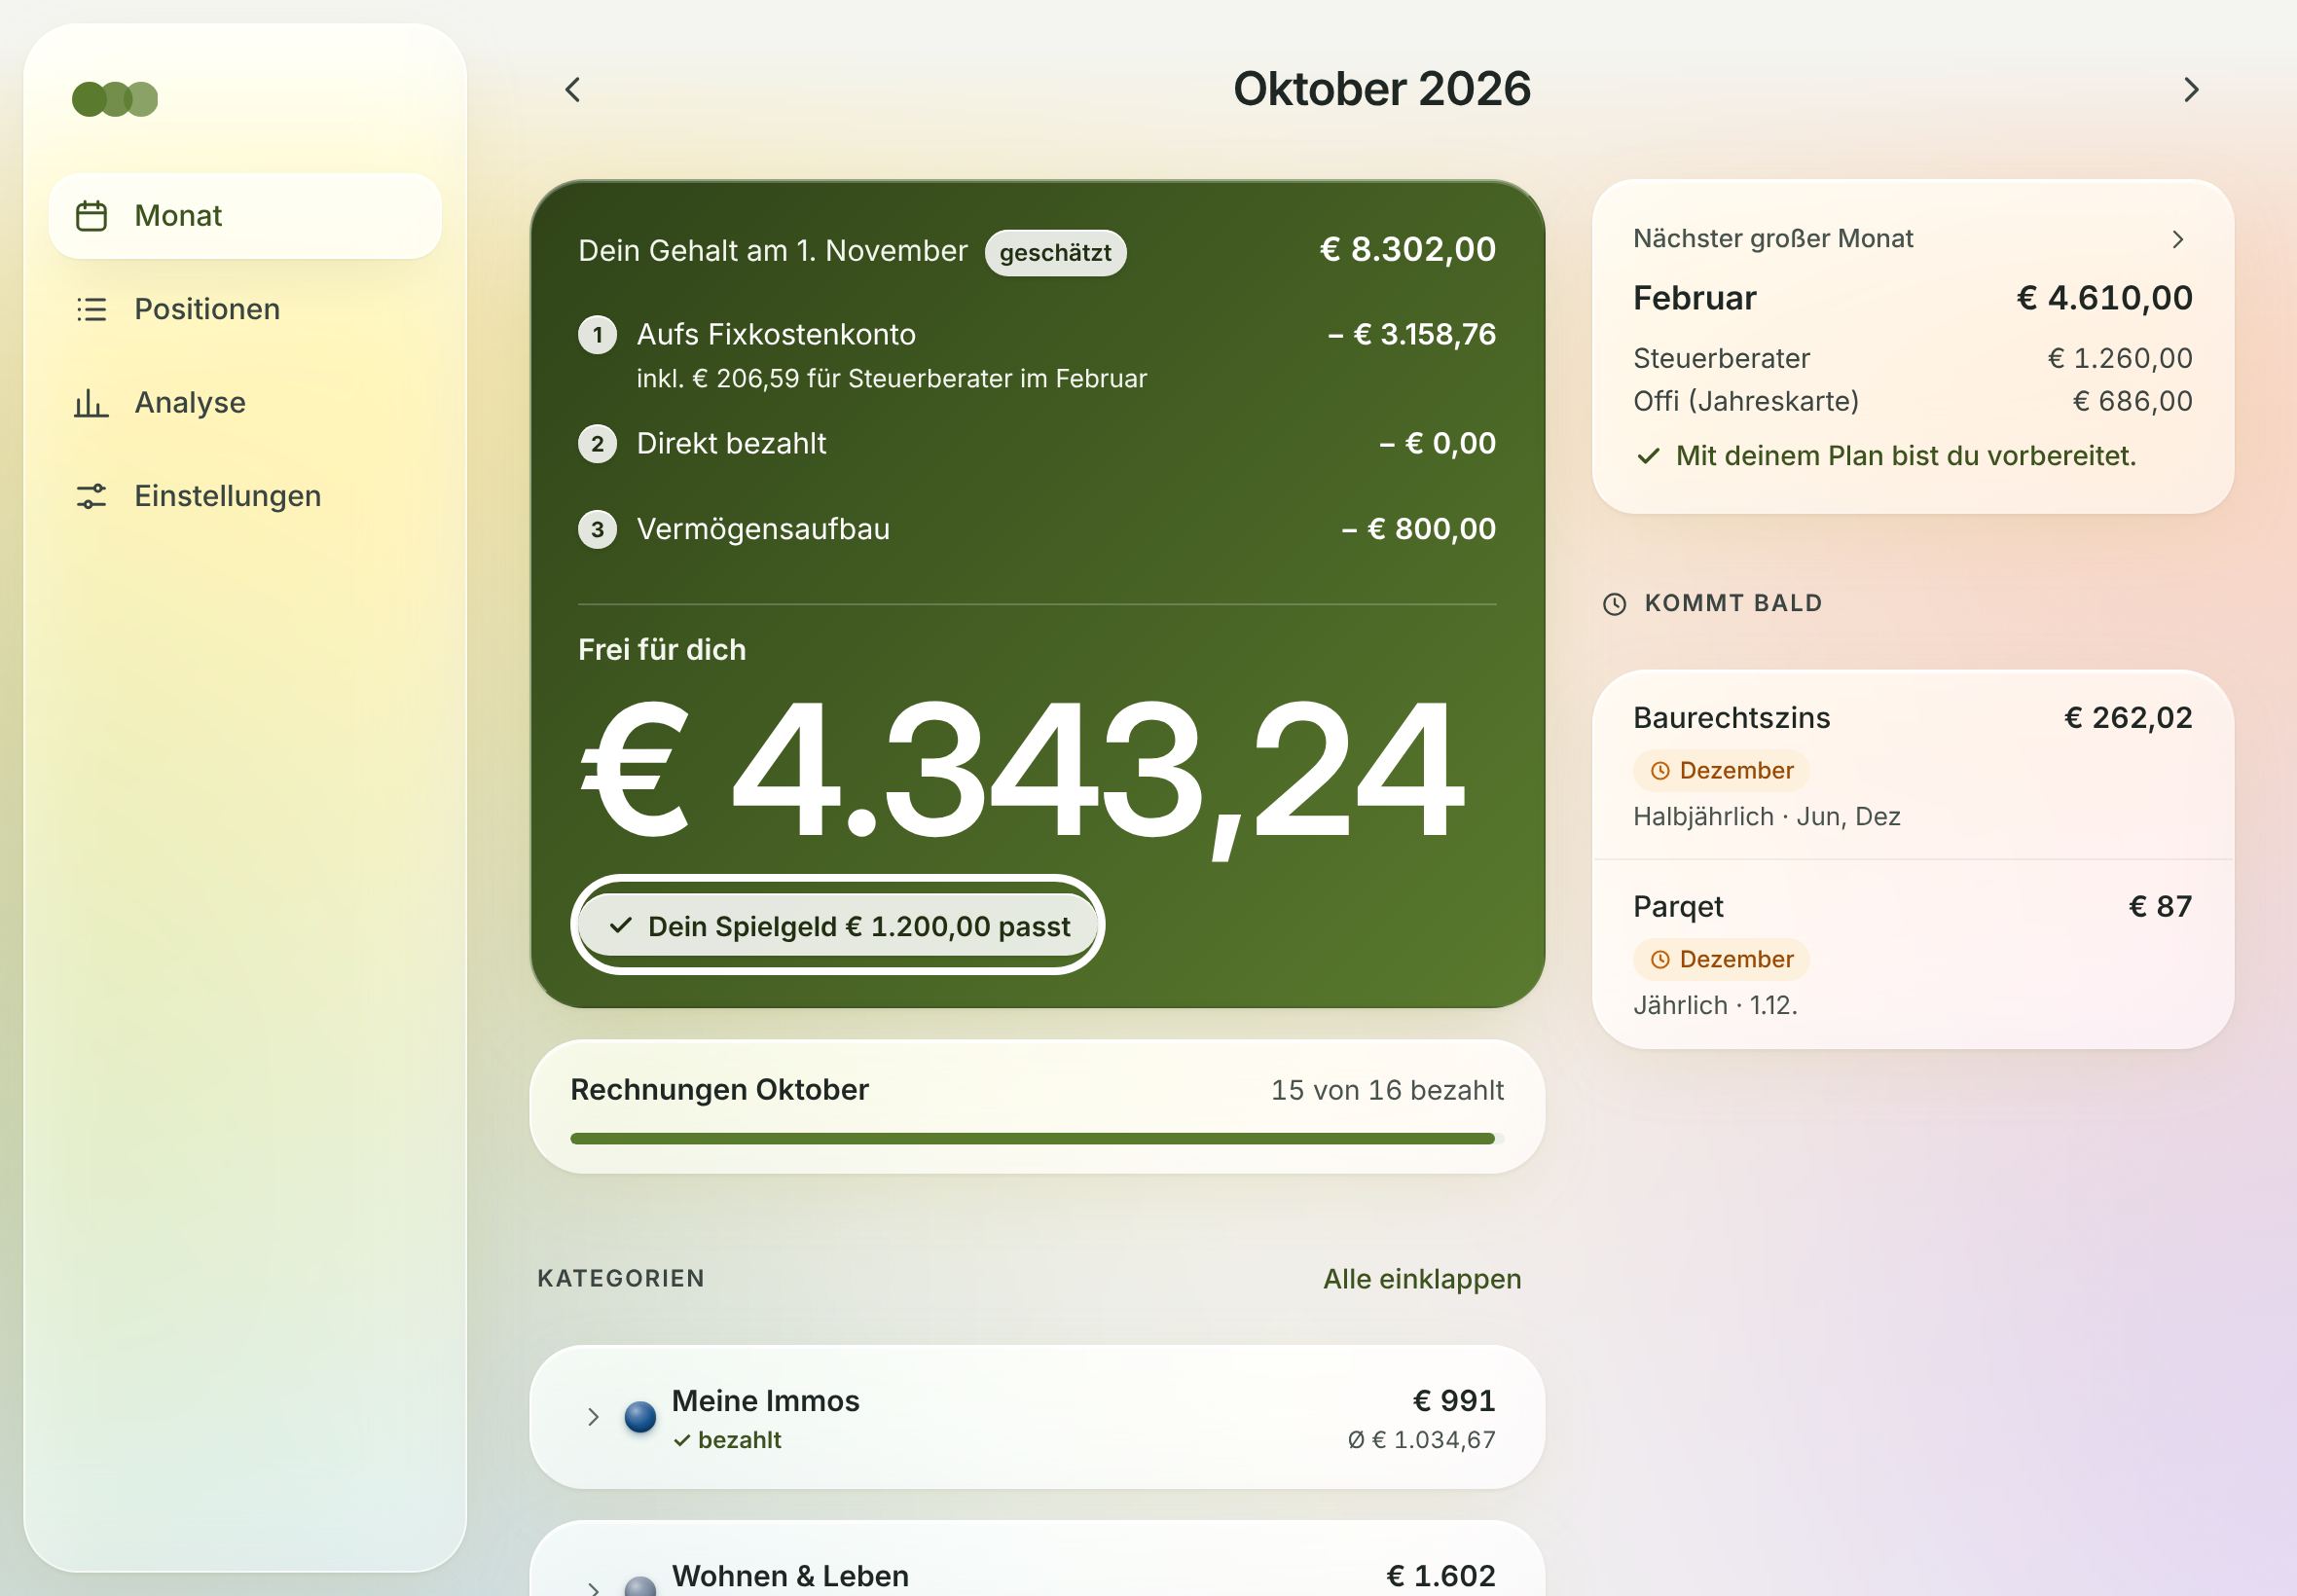 Oktober 2026
Monat
Positionen
Analyse
Einstellungen
Dein Gehalt am 1. November geschätzt € 8.302,00
1 Aufs Fixkostenkonto – € 3.158,76
inkl. € 206,59 für Steuerberater im Februar
2 Direkt bezahlt – € 0,00
3 Vermögensaufbau – € 800,00
Frei für dich
€ 4.343,24
Dein Spielgeld € 1.200,00 passt
Rechnungen Oktober 15 von 16 bezahlt
KATEGORIEN Alle einklappen
Meine Immos € 991
bezahlt Ø € 1.034,67
Wohnen & Leben € 1.602
Nächster großer Monat
Februar € 4.610,00
Steuerberater € 1.260,00
Offi (Jahreskarte) € 686,00
Mit deinem Plan bist du vorbereitet.
KOMMT BALD
Baurechtszins € 262,02
Dezember
Halbjährlich · Jun, Dez
Parqet € 87
Dezember
Jährlich · 1.12.